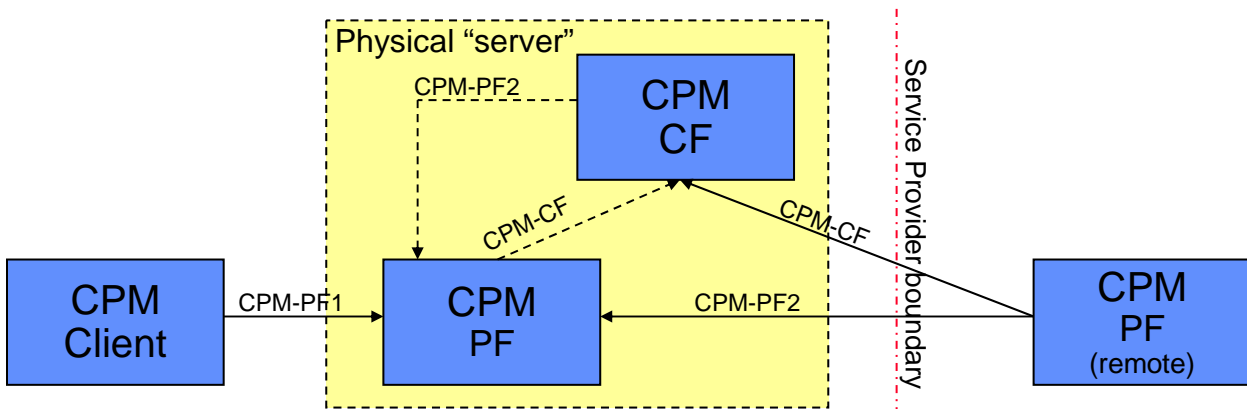 Physical “server”
CPM-PF2
CPM
CF
CPM-CF
CPM-CF
Service Provider boundary
CPM
Client
CPM-PF1
CPM
PF
CPM-PF2
CPM
PF
(remote)